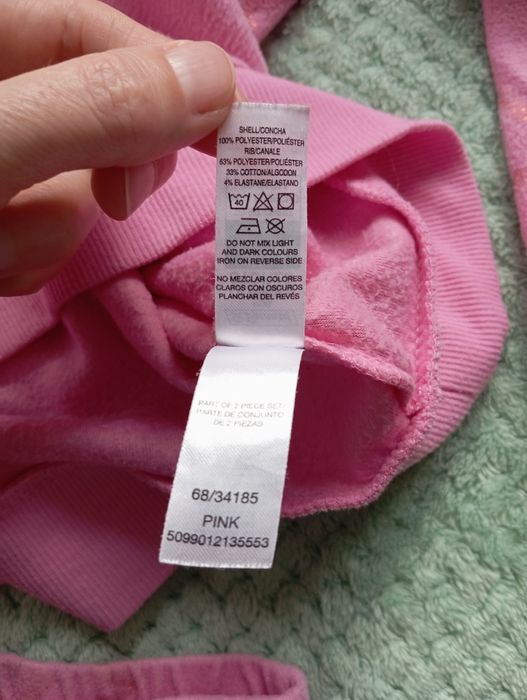 SHELL/CONCHA
100% POLYESTER/POLIÉSTER
RIB/CANALE
63% POLYESTER/POLIÉSTER
33% COTTON/ALGODON
4% ELASTANE/ELASTANO
40
DO NOT MIX LIGHT
AND DARK COLOURS
IRON ON REVERSE SIDE
NO MEZCLAR COLORES
CLAROS CON OSCUROS
PLANCHAR DEL REVÉS
PART OF 2 PIECE SET/
PARTE DE CONJUNTO
DE 2 PIEZAS
68/34185
PINK
5099012135553